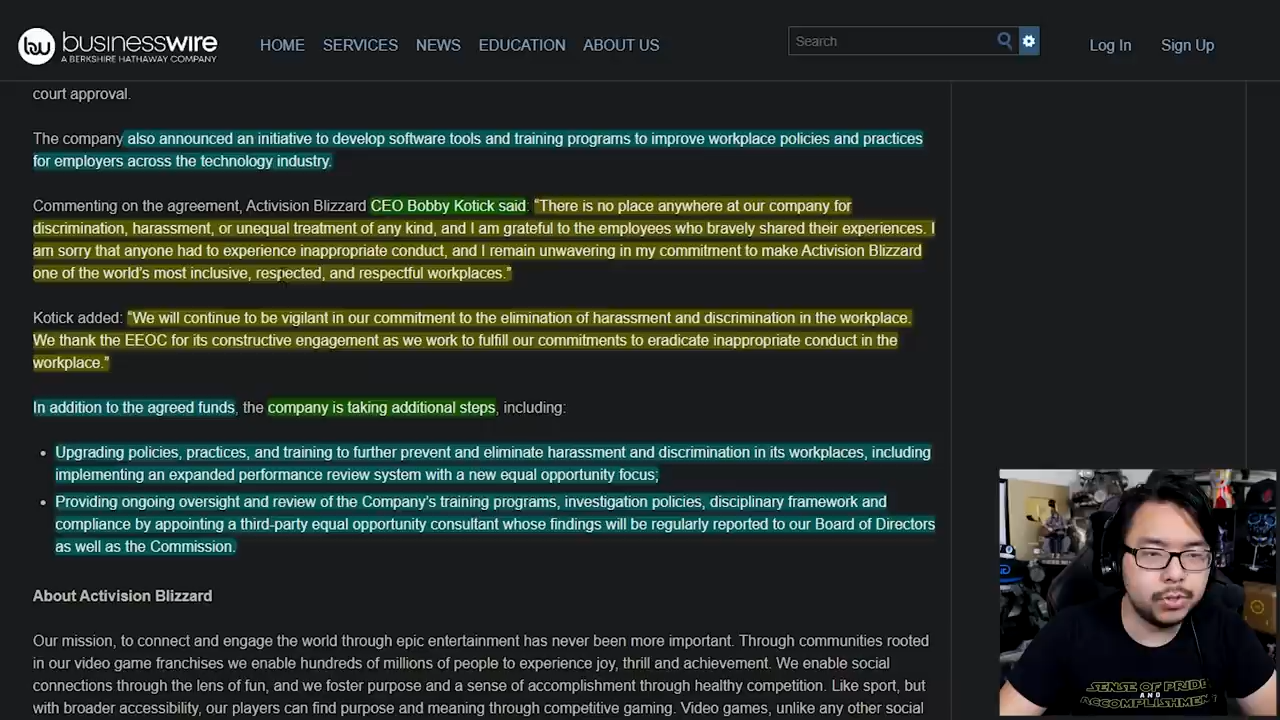 businesswire
A BERKSHIRE HATHAWAY COMPANY
HOME SERVICES NEWS EDUCATION ABOUT US
Search
Log In Sign Up
court approval.
The company also announced an initiative to develop software tools and training programs to improve workplace policies and practices
for employers across the technology industry.
Commenting on the agreement, Activision Blizzard CEO Bobby Kotick said: “There is no place anywhere at our company for
discrimination, harassment, or unequal treatment of any kind, and I am grateful to the employees who bravely shared their experiences. I
am sorry that anyone had to experience inappropriate conduct, and I remain unwavering in my commitment to make Activision Blizzard
one of the world’s most inclusive, respected, and respectful workplaces.”
Kotick added: “We will continue to be vigilant in our commitment to the elimination of harassment and discrimination in the workplace.
We thank the EEOC for its constructive engagement as we work to fulfill our commitments to eradicate inappropriate conduct in the
workplace.”
In addition to the agreed funds, the company is taking additional steps, including:
• Upgrading policies, practices, and training to further prevent and eliminate harassment and discrimination in its workplaces, including
implementing an expanded performance review system with a new equal opportunity focus;
• Providing ongoing oversight and review of the Company’s training programs, investigation policies, disciplinary framework and
compliance by appointing a third-party equal opportunity consultant whose findings will be regularly reported to our Board of Directors
as well as the Commission.
About Activision Blizzard
Our mission, to connect and engage the world through epic entertainment has never been more important. Through communities rooted
in our video game franchises we enable hundreds of millions of people to experience joy, thrill and achievement. We enable social
connections through the lens of fun, and we foster purpose and a sense of accomplishment through healthy competition. Like sport, but
with broader accessibility, our players can find purpose and meaning through competitive gaming. Video games, unlike any other social
SENSE OF PRIDE
AND
ACCOMPLISHMENT